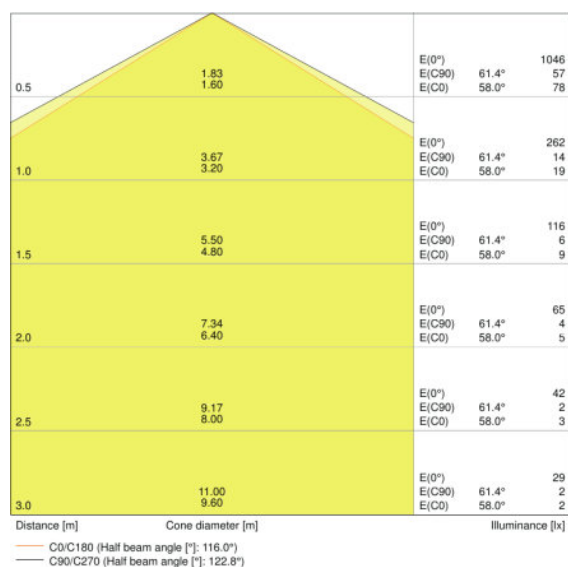 E(0°) 1046
1.83 E(C90) 61.4° 57
0.5 1.60 E(C0) 58.0° 78
E(0°) 262
3.67 E(C90) 61.4° 14
1.0 3.20 E(C0) 58.0° 19
E(0°) 116
5.50 E(C90) 61.4° 6
1.5 4.80 E(C0) 58.0° 9
E(0°) 65
7.34 E(C90) 61.4° 4
2.0 6.40 E(C0) 58.0° 5
E(0°) 42
9.17 E(C90) 61.4° 2
2.5 8.00 E(C0) 58.0° 3
E(0°) 29
11.00 E(C90) 61.4° 2
3.0 9.60 E(C0) 58.0° 2
Distance [m] Cone diameter [m] Illuminance [lx]
C0/C180 (Half beam angle [°]: 116.0°)
C90/C270 (Half beam angle [°]: 122.8°)